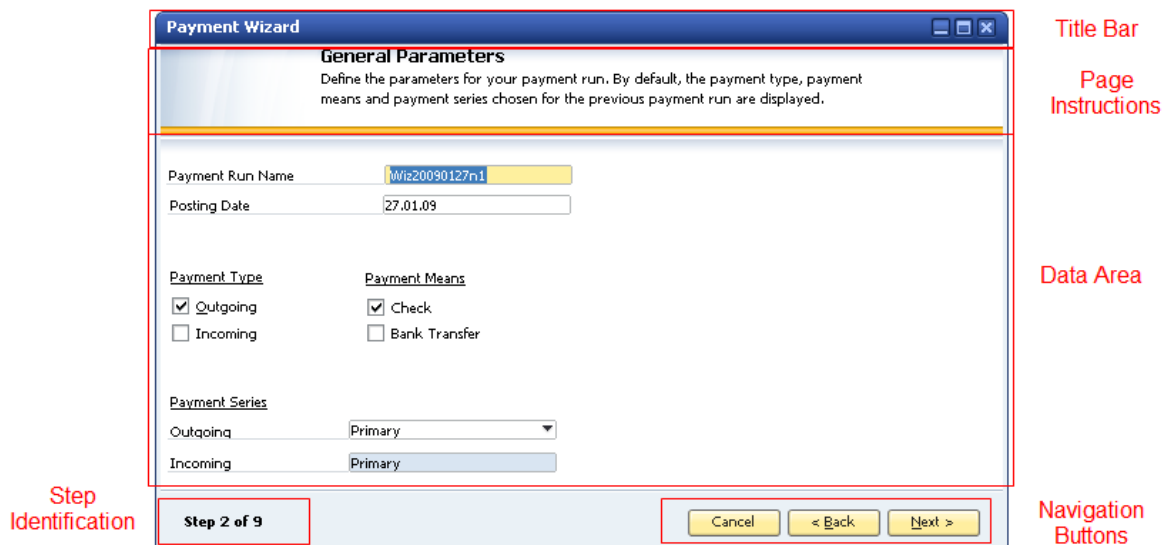 Payment Wizard
Title Bar
General Parameters
Define the parameters for your payment run. By default, the payment type, payment
means and payment series chosen for the previous payment run are displayed.
Page
Instructions
Payment Run Name Wiz20090127n1
Posting Date 27.01.09
Data Area
Payment Type Payment Means
Outgoing Check
Incoming Bank Transfer
Payment Series
Outgoing Primary
Incoming Primary
Step
Identification
Step 2 of 9
Cancel < Back Next >
Navigation
Buttons